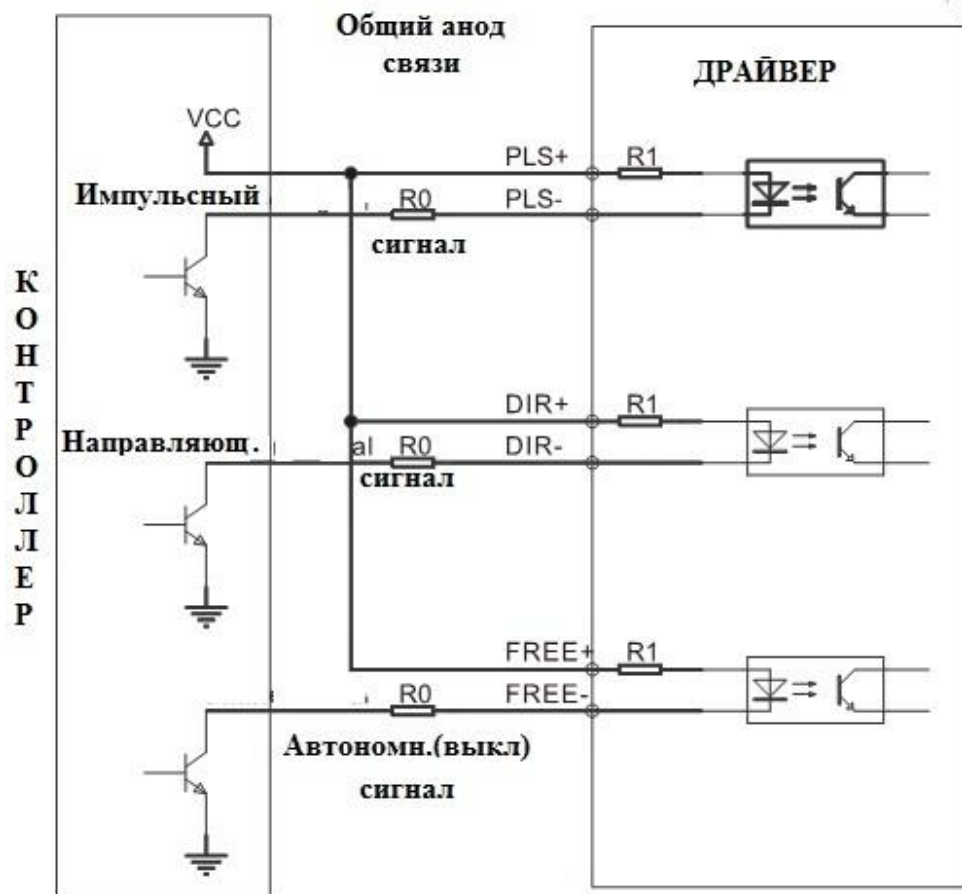 Общий анод
связи
ДРАЙВЕР
VCC
PLS+
R1
Импульсный
R0
PLS-
сигнал
КОНТРОЛЛЕР
DIR+
R1
Направляющ.
al
R0
DIR-
сигнал
FREE+
R1
R0
FREE-
Автономн.(выкл)
сигнал